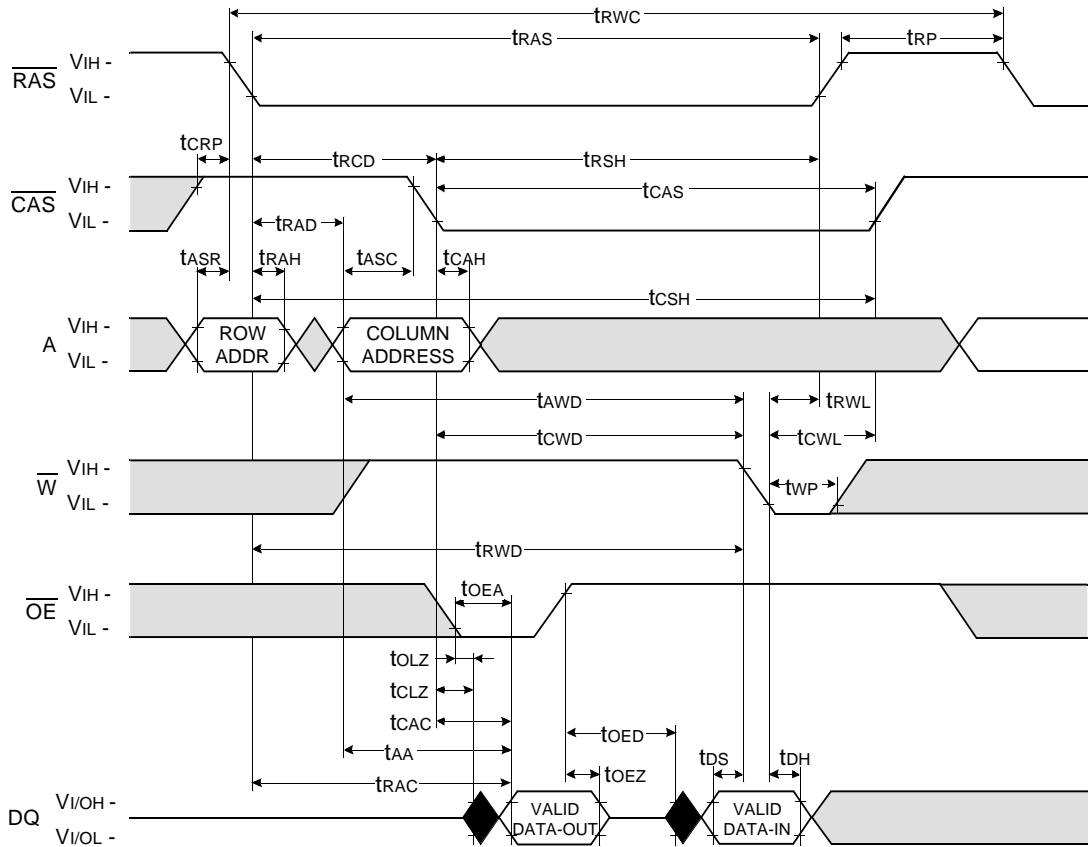 tRWC
tRAS
tRP
RAS
VIH -
VIL -
tCRP
tRCD
tRSH
CAS
VIH -
VIL -
tCAS
tRAD
tASR
tRAH
tASC
tCAH
tCSH
A
VIH -
VIL -
ROW
ADDR
COLUMN
ADDRESS
tAWD
tRWL
tCWD
tCWL
W
VIH -
VIL -
tWP
tRWD
OE
VIH -
VIL -
tOEA
tOLZ
tCLZ
tCAC
tOED
tAA
tDS
tDH
tOEZ
tRAC
DQ
VI/OH -
VI/OL -
VALID
DATA-OUT
VALID
DATA-IN